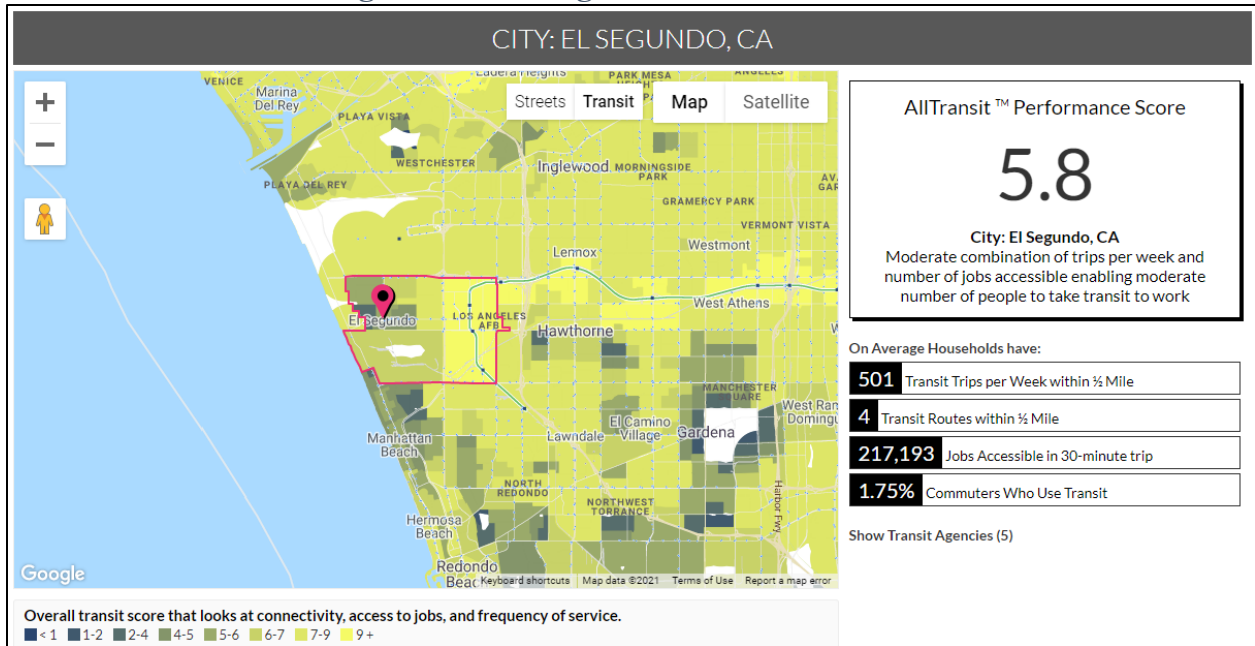 CITY: EL SEGUNDO, CA
+
−
Streets Transit Map Satellite
VENICE
Marina
Del Rey
Ladera Heights
PARK MESA
ANGELES
PLAYA VISTA
WESTCHESTER
PLAYA DEL REY
Inglewood
MORNINGSIDE
PARK
GRAMERCY PARK
VERMONT VISTA
Lennox
Westmont
El Segundo
LOS ANGELES
AFB
West Athens
Hawthorne
MANCHESTER
SQUARE
Manhattan
Beach
Lawndale
El Camino
Village
Gardena
NORTH
REDONDO
NORTHWEST
TORRANCE
Harbor Fwy
Hermosa
Beach
Redondo
Google
Keyboard shortcuts Map data ©2021 Terms of Use Report a map error
Overall transit score that looks at connectivity, access to jobs, and frequency of service.
< 1 1-2 2-4 4-5 5-6 6-7 7-9 9 +
AllTransit ™ Performance Score
5.8
City: El Segundo, CA
Moderate combination of trips per week and
number of jobs accessible enabling moderate
number of people to take transit to work
On Average Households have:
501 Transit Trips per Week within ½ Mile
4 Transit Routes within ½ Mile
217,193 Jobs Accessible in 30-minute trip
1.75% Commuters Who Use Transit
Show Transit Agencies (5)